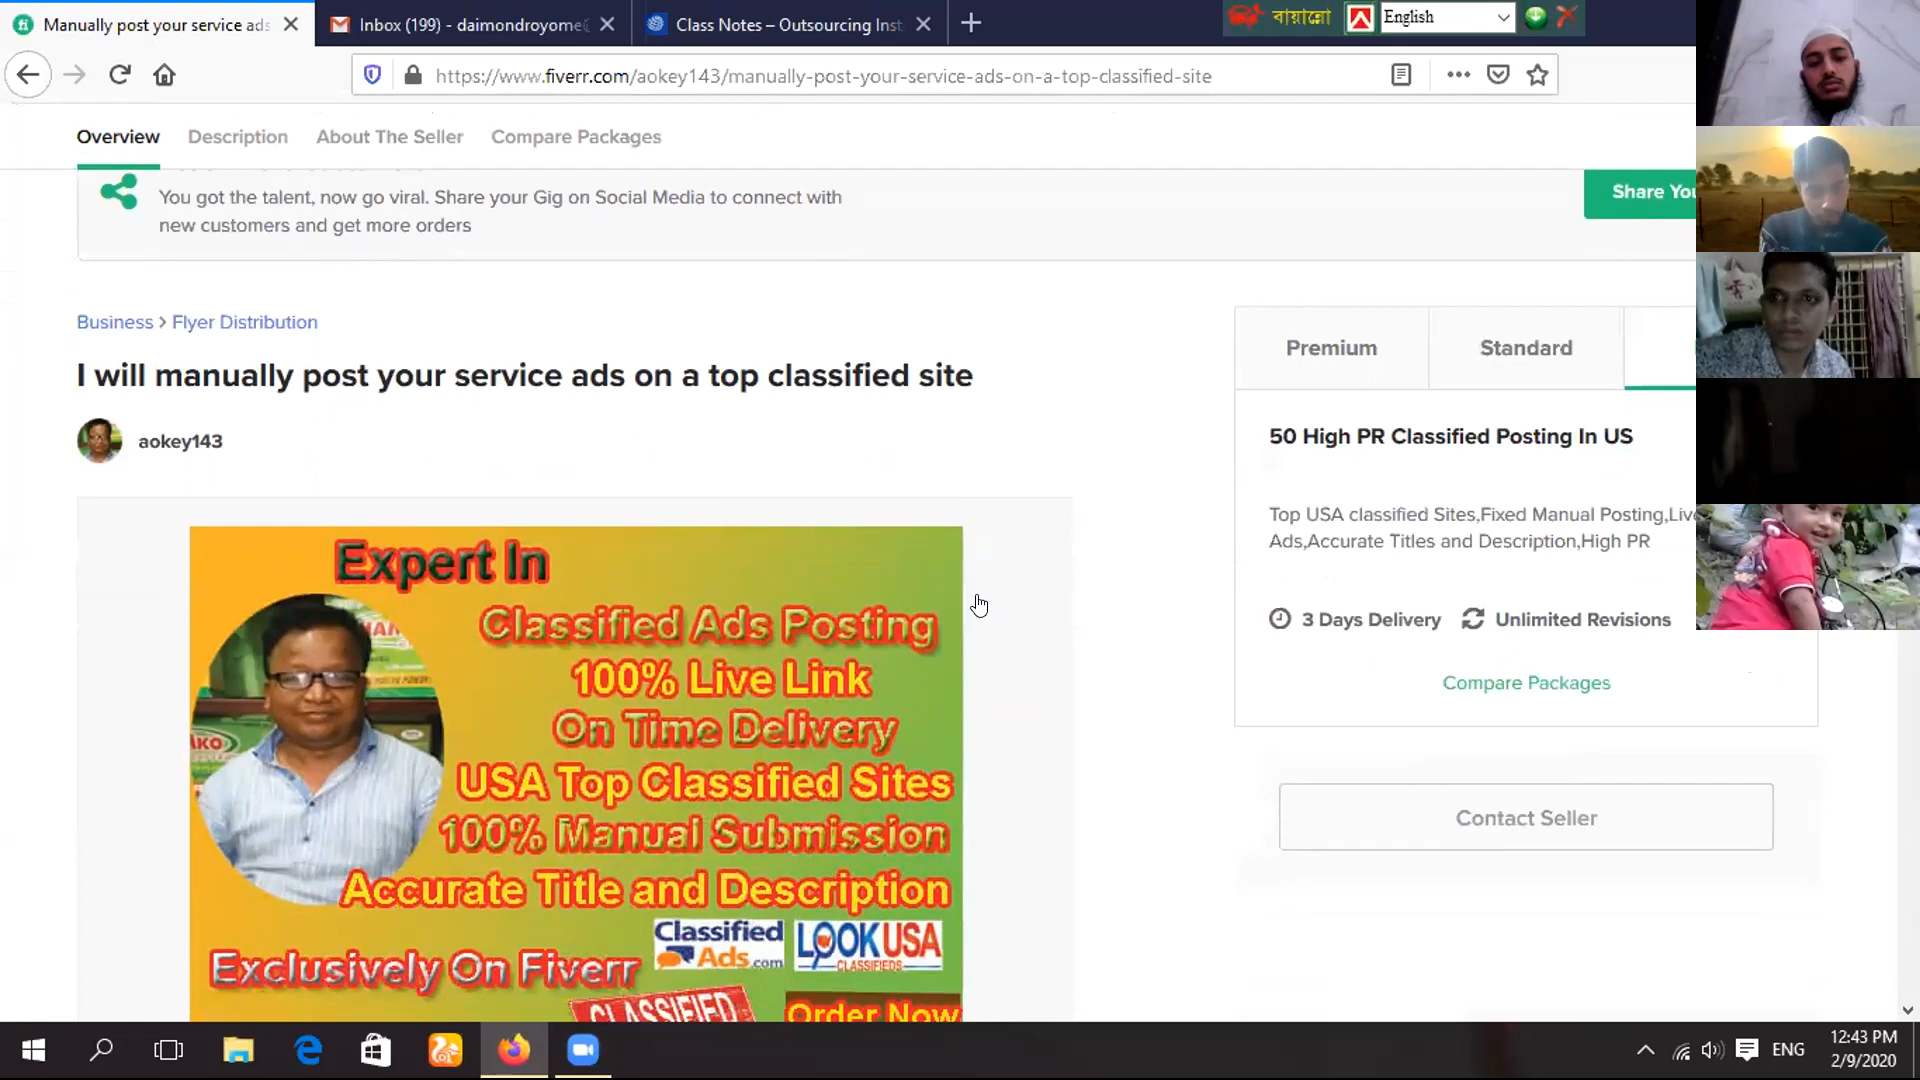 Manually post your service ads
Inbox (199) - daimondroyome
Class Notes – Outsourcing Inst
বায়ান্নো
English
https://www.fiverr.com/aokey143/manually-post-your-service-ads-on-a-top-classified-site
Overview
Description
About The Seller
Compare Packages
You got the talent, now go viral. Share your Gig on Social Media to connect with
new customers and get more orders
Share You
Business > Flyer Distribution
I will manually post your service ads on a top classified site
aokey143
Premium
Standard
50 High PR Classified Posting In US
Top USA classified Sites,Fixed Manual Posting,Live
Ads,Accurate Titles and Description,High PR
3 Days Delivery
Unlimited Revisions
Compare Packages
Contact Seller
Expert In
Classified Ads Posting
100% Live Link
On Time Delivery
USA Top Classified Sites
100% Manual Submission
Accurate Title and Description
Exclusively On Fiverr
Classified
Ads.com
LOOKUSA
CLASSIFIEDS
CLASSIFIED
Order Now
ENG
12:43 PM
2/9/2020